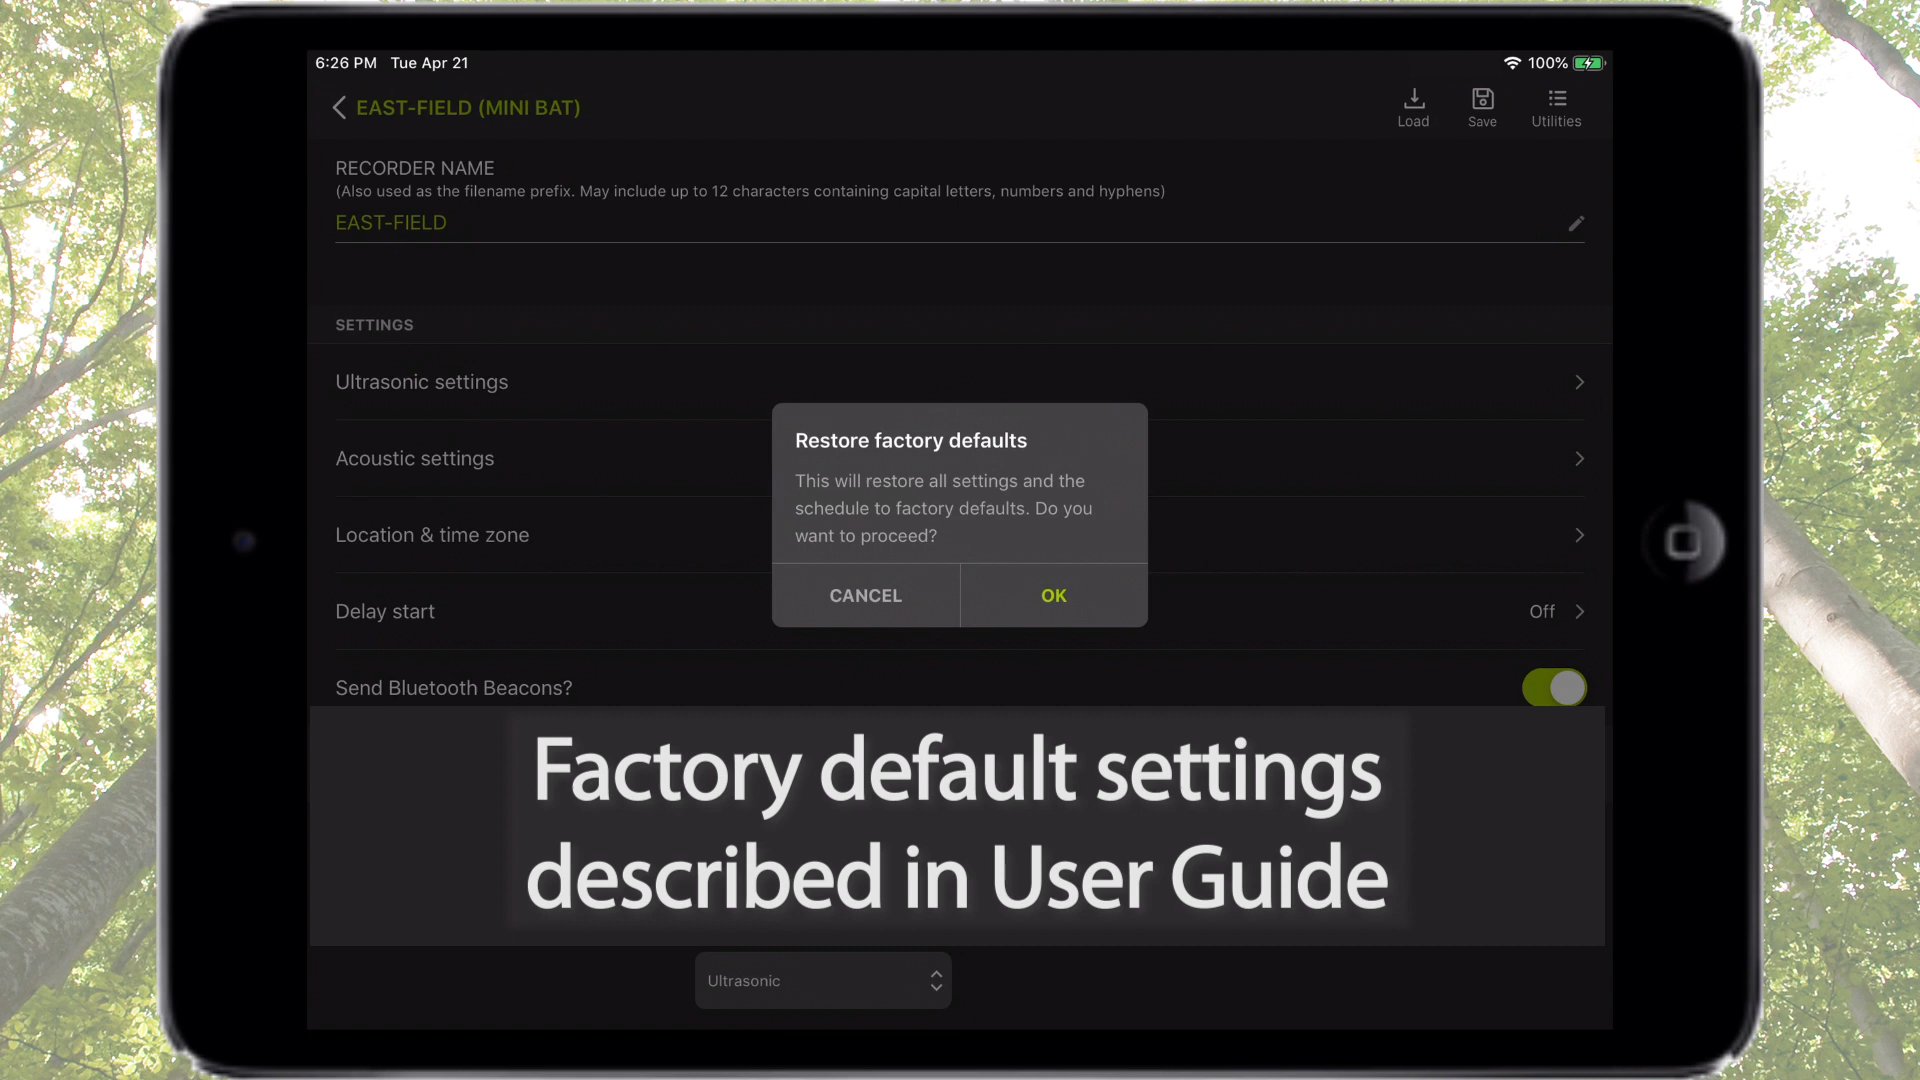 6:26 PM Tue Apr 21
100%
EAST-FIELD (MINI BAT)
Load
Save
Utilities
RECORDER NAME
(Also used as the filename prefix. May include up to 12 characters containing capital letters, numbers and hyphens)
EAST-FIELD
SETTINGS
Ultrasonic settings
Acoustic settings
Location & time zone
Delay start
Off
Send Bluetooth Beacons?
Restore factory defaults
This will restore all settings and the
schedule to factory defaults. Do you
want to proceed?
CANCEL
OK
Factory default settings
described in User Guide
Ultrasonic